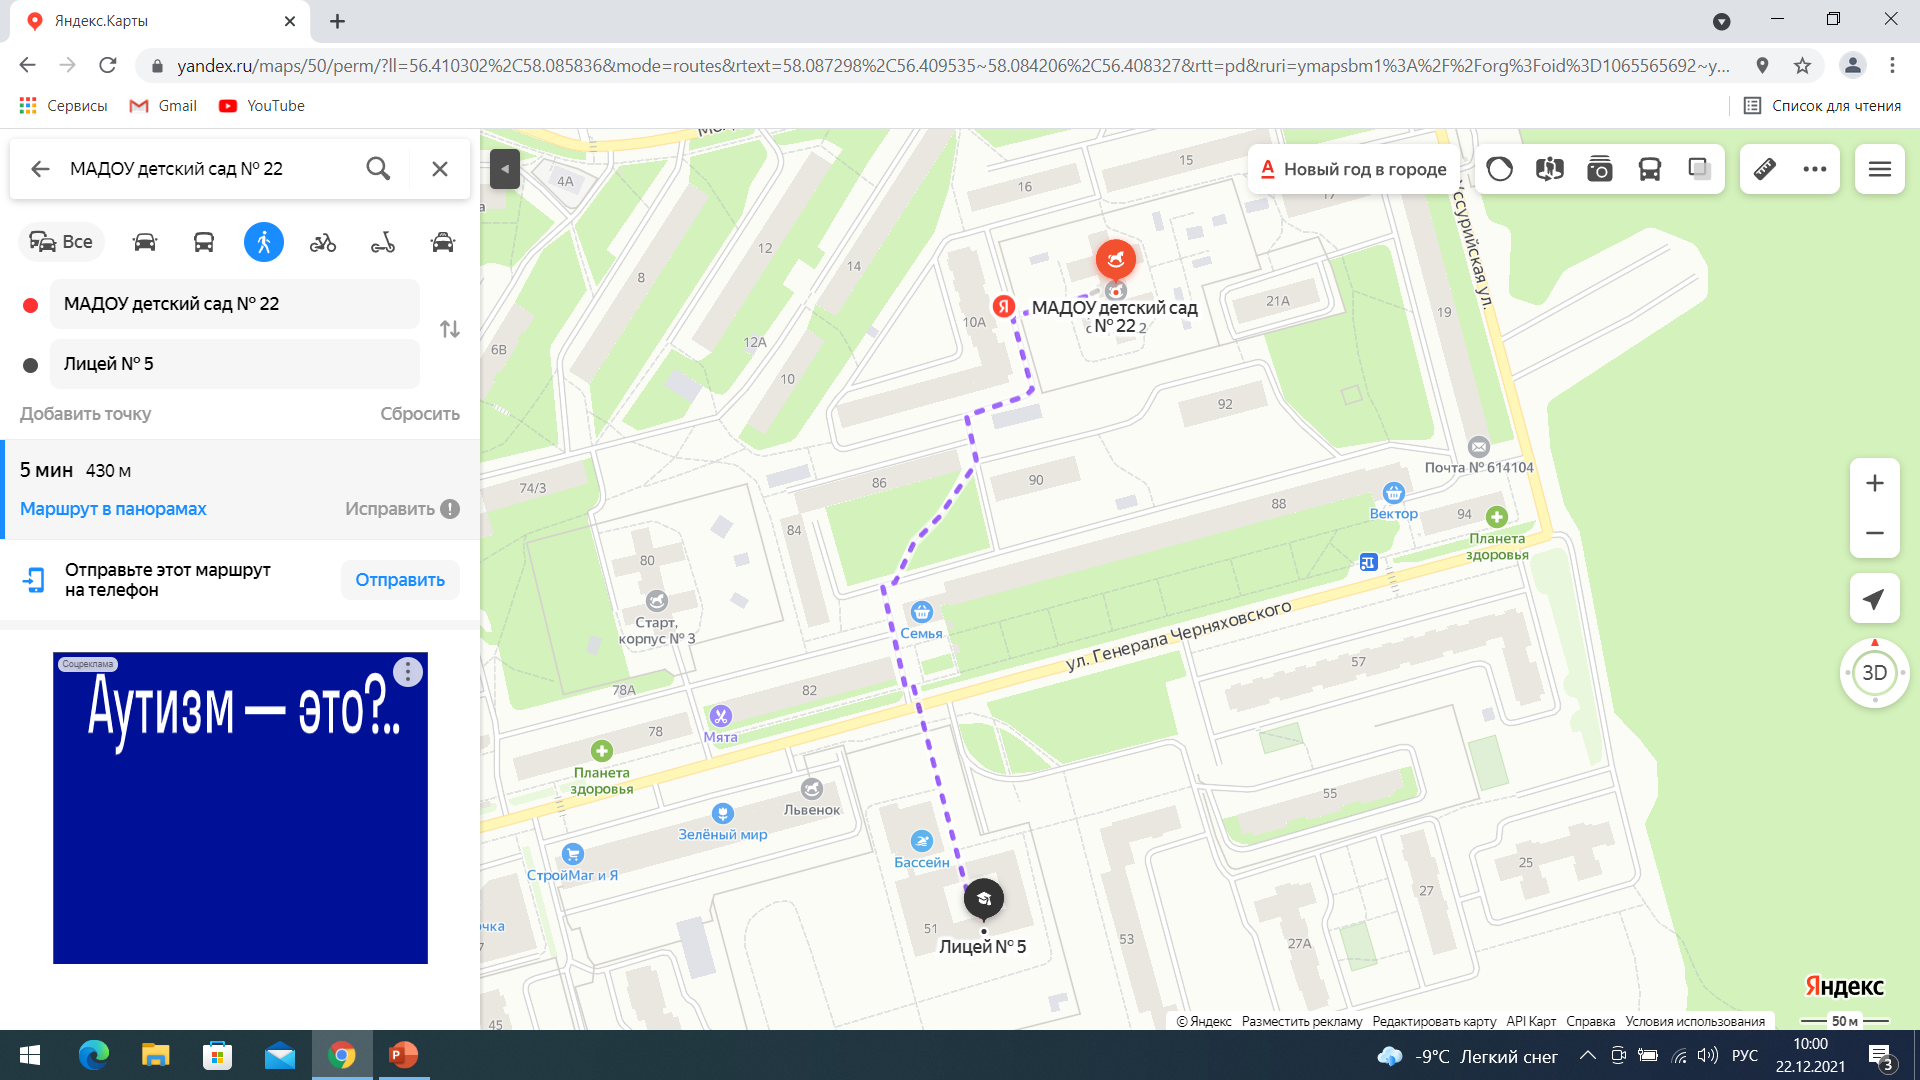 Яндекс.Карты
yandex.ru/maps/50/perm/?ll=56.410302%2C58.085836&mode=routes&rtext=58.087298%2C56.409535~58.084206%2C56.408327&rtt=pd&ruri=ymapsbm1%3A%2F%2Forg%3Foid%3D1065565692~y...
Сервисы
Gmail
YouTube
Список для чтения
МАДОУ детский сад № 22
Все
МАДОУ детский сад № 22
Лицей № 5
Добавить точку
Сбросить
5 мин 430 м
Маршрут в панорамах
Исправить
Отправьте этот маршрут
на телефон
Отправить
Соцреклама
Аутизм — это?..
Новый год в городе
3D
4А
15
16
17
12
14
8
10А
21А
19
12А
6В
10
92
МАДОУ детский сад
№ 22
Уссурийская ул.
Почта № 614104
74/3
86
90
88
Вектор
94
Планета
здоровья
84
80
Старт,
корпус № 3
Семья
ул. Генерала Черняховского
57
78А
82
Мята
78
Планета
здоровья
Львенок
Зелёный мир
55
Бассейн
СтройМаг и Я
25
27
51
53
27А
Лицей № 5
45
Яндекс
© Яндекс Разместить рекламу Редактировать карту API Карт Справка Условия использования
50 м
-9°C Легкий снег
РУС
10:00
22.12.2021
3